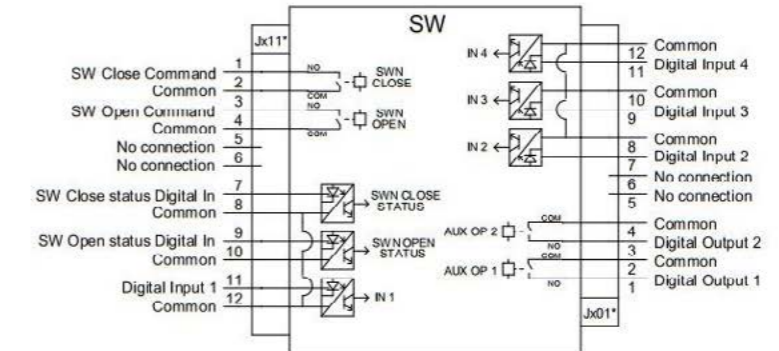 SW
Jx11*
SW Close Command 1 NO
Common 2 COM
SWN CLOSE
SW Open Command 3 NO
Common 4 COM
SWN OPEN
No connection 5
No connection 6
SW Close status Digital In 7
Common 8
SWN CLOSE STATUS
SW Open status Digital In 9
Common 10
SWN OPEN STATUS
Digital Input 1 11
Common 12
IN 1
IN 4
12 Common
11 Digital Input 4
IN 3
10 Common
9 Digital Input 3
IN 2
8 Common
7 Digital Input 2
6 No connection
5 No connection
AUX OP 2
COM 4 Common
NO 3 Digital Output 2
AUX OP 1
COM 2 Common
NO 1 Digital Output 1
Jx01*